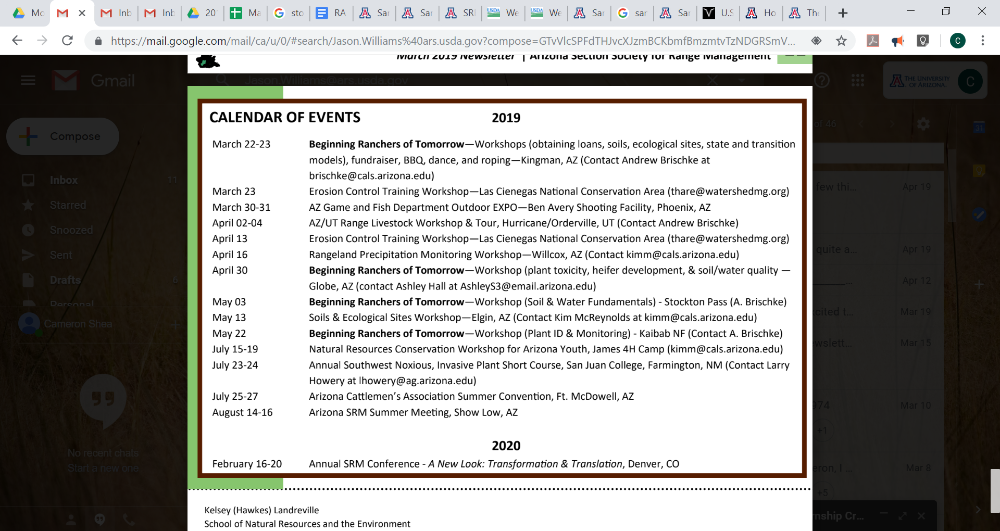 Mo
Inb
Inb
20
Ma
sto
RA
Sar
Sar
SRI
We
We
Sar
sar
Sar
U.S
Ho
The
https://mail.google.com/mail/ca/u/0/#search/Jason.Williams%40ars.usda.gov?compose=GTvVlcSPFdTHJvcXJzmBCKbmfBmzmtvTzNDGRSmV...
C
March 2019 Newsletter | Arizona Section Society for Range Management
Gmail
Jason.Williams@ars.usda.gov
THE UNIVERSITY
OF ARIZONA
C
CALENDAR OF EVENTS 2019
March 22-23 Beginning Ranchers of Tomorrow—Workshops (obtaining loans, soils, ecological sites, state and transition
models), fundraiser, BBQ, dance, and roping—Kingman, AZ (Contact Andrew Brischke at
brischke@cals.arizona.edu)
March 23 Erosion Control Training Workshop—Las Cienegas National Conservation Area (thare@watershedmg.org)
March 30-31 AZ Game and Fish Department Outdoor EXPO—Ben Avery Shooting Facility, Phoenix, AZ
April 02-04 AZ/UT Range Livestock Workshop & Tour, Hurricane/Orderville, UT (Contact Andrew Brischke)
April 13 Erosion Control Training Workshop—Las Cienegas National Conservation Area (thare@watershedmg.org)
April 16 Rangeland Precipitation Monitoring Workshop—Willcox, AZ (Contact kimm@cals.arizona.edu)
April 30 Beginning Ranchers of Tomorrow—Workshop (plant toxicity, heifer development, & soil/water quality —
Globe, AZ (contact Ashley Hall at AshleyS3@email.arizona.edu)
May 03 Beginning Ranchers of Tomorrow—Workshop (Soil & Water Fundamentals) - Stockton Pass (A. Brischke)
May 13 Soils & Ecological Sites Workshop—Elgin, AZ (Contact Kim McReynolds at kimm@cals.arizona.edu)
May 22 Beginning Ranchers of Tomorrow—Workshop (Plant ID & Monitoring) - Kaibab NF (Contact A. Brischke)
July 15-19 Natural Resources Conservation Workshop for Arizona Youth, James 4H Camp (kimm@cals.arizona.edu)
July 23-24 Annual Southwest Noxious, Invasive Plant Short Course, San Juan College, Farmington, NM (Contact Larry
Howery at lhowery@ag.arizona.edu)
July 25-27 Arizona Cattlemen’s Association Summer Convention, Ft. McDowell, AZ
August 14-16 Arizona SRM Summer Meeting, Show Low, AZ
2020
February 16-20 Annual SRM Conference - A New Look: Transformation & Translation, Denver, CO
Kelsey (Hawkes) Landreville
School of Natural Resources and the Environment
Compose
Inbox 11
Starred
Snoozed
Sent
Drafts 6
Personal
Cameron Shea
No recent chats
Start a new one
of 46
31
few thi... Apr 19
quite a... Apr 19
Apr 12
cited t... Mar 19
wslett... Mar 15
974 Mar 10
+1
eron, I ... Mar 8
+5
nship Cr...